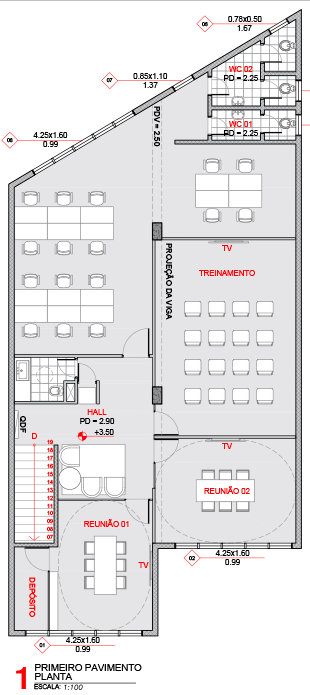 06
0.78x0.50
1.67
07
0.85x1.10
1.37
WC 02
PD = 2.25
08
4.25x1.60
0.99
PDV = 2.50
WC 01
PD = 2.25
TV
PROJEÇÃO DA VIGA
TREINAMENTO
QDF
HALL
PD = 2.90
+3.50
D
19
18
17
16
15
14
13
12
11
10
09
08
07
TV
REUNIÃO 02
REUNIÃO 01
TV
DEPÓSITO
02
4.25x1.60
0.99
01
4.25x1.60
0.99
1 PRIMEIRO PAVIMENTO
PLANTA
ESCALA: 1:100